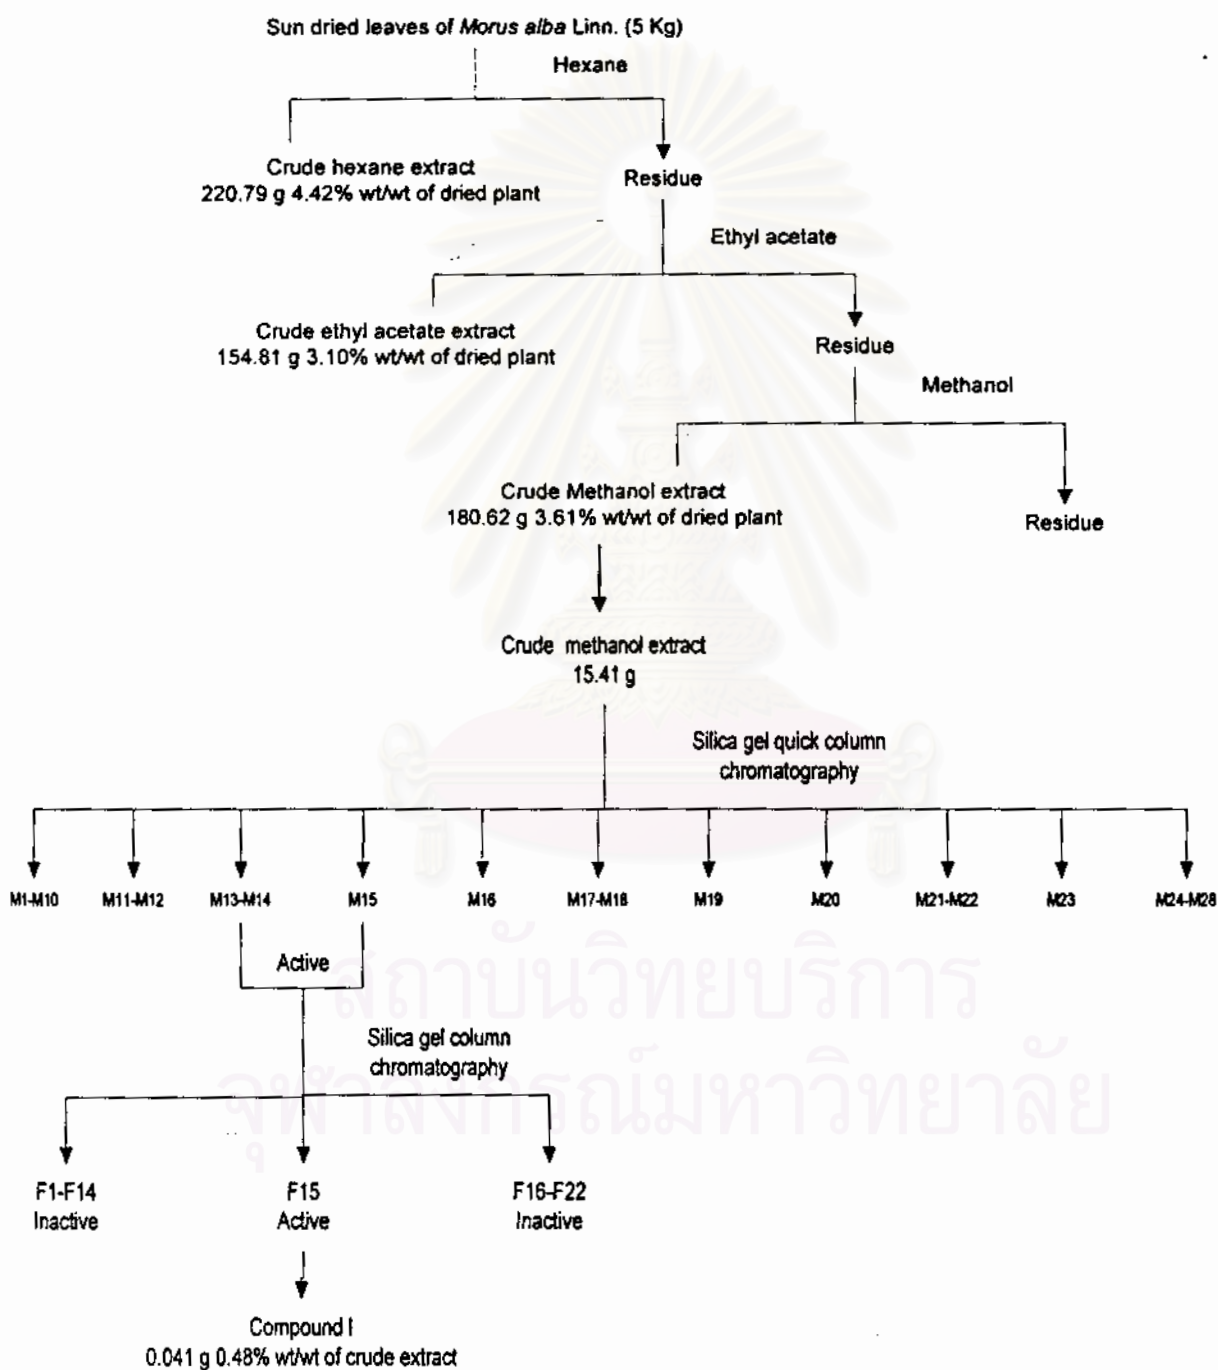 Sun dried leaves of Morus alba Linn. (5 Kg)
Hexane
Crude hexane extract
220.79 g 4.42% wt/wt of dried plant
Residue
Ethyl acetate
Crude ethyl acetate extract
154.81 g 3.10% wt/wt of dried plant
Residue
Methanol
Crude Methanol extract
180.62 g 3.61% wt/wt of dried plant
Residue
Crude methanol extract
15.41 g
Silica gel quick column
chromatography
M1-M10 M11-M12 M13-M14 M15 M16 M17-M18 M19 M20 M21-M22 M23 M24-M28
Active
สถาบันวิทยบริการ
Silica gel column
chromatography
จุฬาลงกรณ์มหาวิทยาลัย
F1-F14 F15 F16-F22
Inactive Active Inactive
Compound I
0.041 g 0.48% wt/wt of crude extract